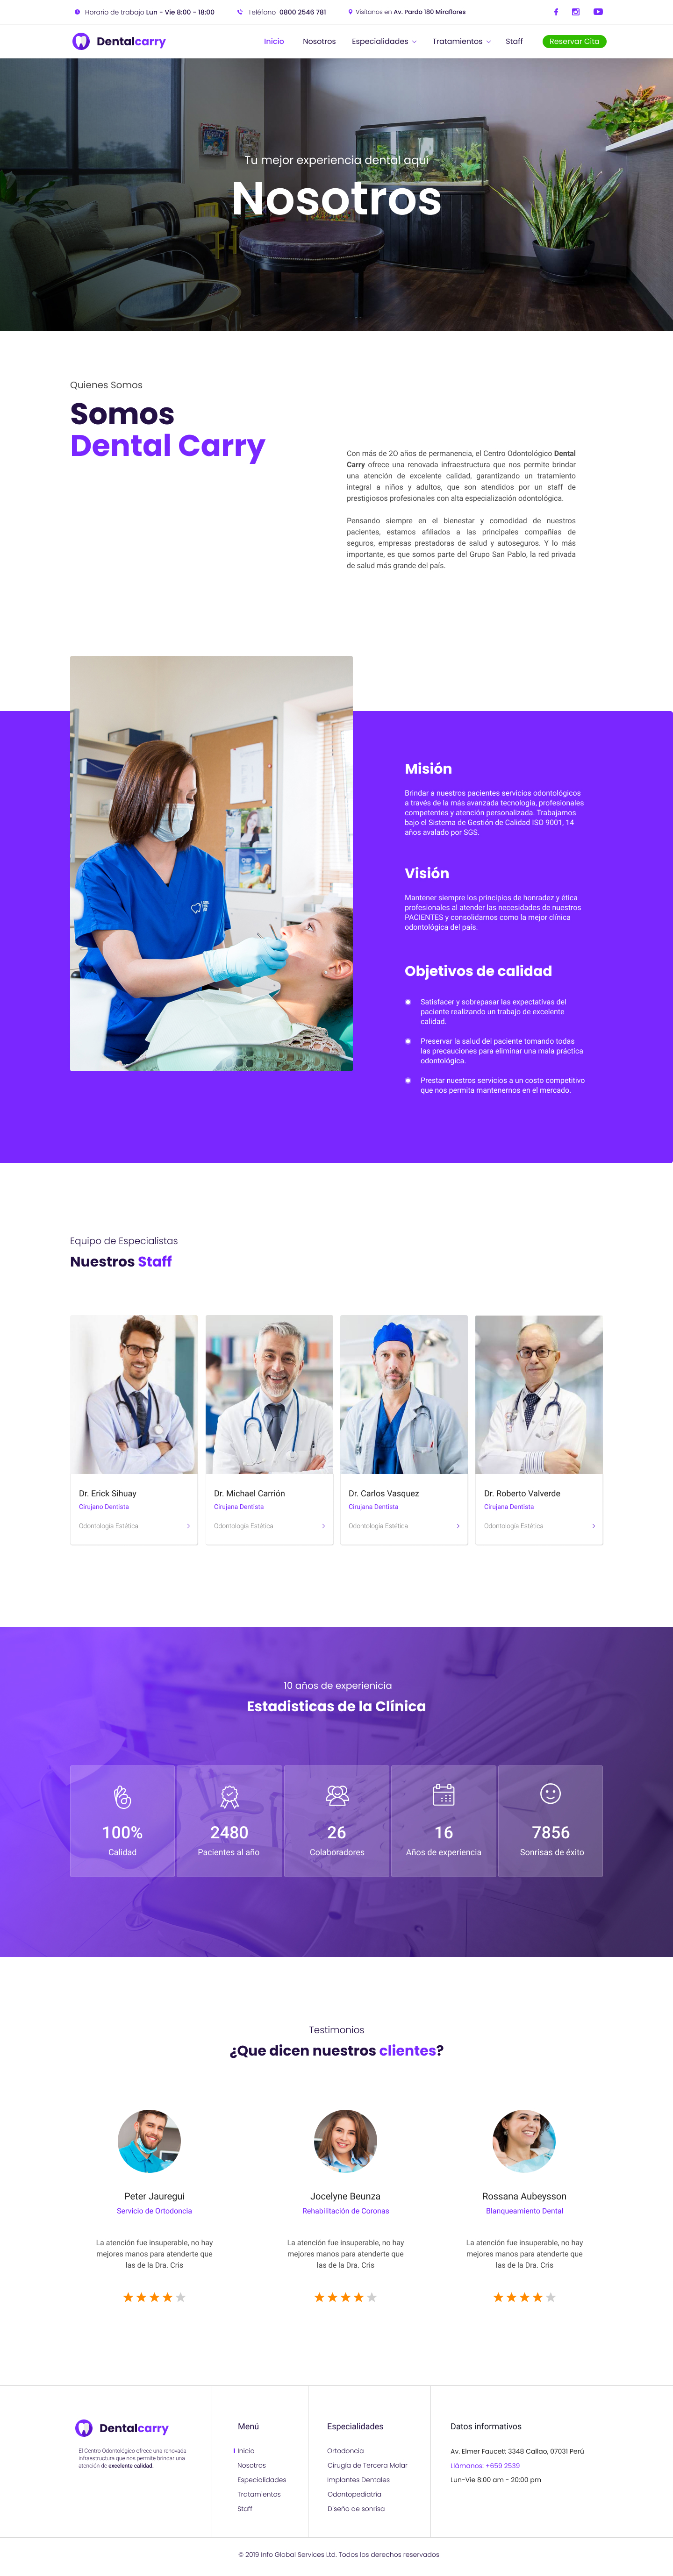 Horario de trabajo Lun - Vie 8:00 - 18:00
Teléfono 0800 2546 781
Visítanos en Av. Pardo 180 Miraflores
Dentalcarry
Inicio
Nosotros
Especialidades
Tratamientos
Staff
Reservar Cita
Tu mejor experiencia dental aquí
Nosotros
Quienes Somos
Somos
Dental Carry
Con más de 20 años de permanencia, el Centro Odontológico Dental
Carry ofrece una renovada infraestructura que nos permite brindar
una atención de excelente calidad, garantizando un tratamiento
integral a niños y adultos, que son atendidos por un staff de
prestigiosos profesionales con alta especialización odontológica.
Pensando siempre en el bienestar y comodidad de nuestros
pacientes, estamos afiliados a las principales compañías de
seguros, empresas prestadoras de salud y autoseguros. Y lo más
importante, es que somos parte del Grupo San Pablo, la red privada
de salud más grande del país.
Misión
Brindar a nuestros pacientes servicios odontológicos
a través de la más avanzada tecnología, profesionales
competentes y atención personalizada. Trabajamos
bajo el Sistema de Gestión de Calidad ISO 9001, 14
años avalado por SGS.
Visión
Mantener siempre los principios de honradez y ética
profesionales al atender las necesidades de nuestros
PACIENTES y consolidarnos como la mejor clínica
odontológica del país.
Objetivos de calidad
Satisfacer y sobrepasar las expectativas del
paciente realizando un trabajo de excelente
calidad.
Preservar la salud del paciente tomando todas
las precauciones para eliminar una mala práctica
odontológica.
Prestar nuestros servicios a un costo competitivo
que nos permita mantenernos en el mercado.
Equipo de Especialistas
Nuestros Staff
Dr. Erick Sihuay
Cirujano Dentista
Odontología Estética
Dr. Michael Carrión
Cirujana Dentista
Odontología Estética
Dr. Carlos Vasquez
Cirujana Dentista
Odontología Estética
Dr. Roberto Valverde
Cirujana Dentista
Odontología Estética
10 años de experienicia
Estadisticas de la Clínica
100%
Calidad
2480
Pacientes al año
26
Colaboradores
16
Años de experiencia
7856
Sonrisas de éxito
Testimonios
¿Que dicen nuestros clientes?
Peter Jauregui
Servicio de Ortodoncia
La atención fue insuperable, no hay
mejores manos para atenderte que
las de la Dra. Cris
Jocelyne Beunza
Rehabilitación de Coronas
La atención fue insuperable, no hay
mejores manos para atenderte que
las de la Dra. Cris
Rossana Aubeysson
Blanqueamiento Dental
La atención fue insuperable, no hay
mejores manos para atenderte que
las de la Dra. Cris
Dentalcarry
El Centro Odontológico ofrece una renovada
infraestructura que nos permite brindar una
atención de excelente calidad.
Menú
Inicio
Nosotros
Especialidades
Tratamientos
Staff
Especialidades
Ortodoncia
Cirugía de Tercera Molar
Implantes Dentales
Odontopediatría
Diseño de sonrisa
Datos informativos
Av. Elmer Faucett 3348 Callao, 07031 Perú
Llámanos: +659 2539
Lun-Vie 8:00 am - 20:00 pm
© 2019 Info Global Services Ltd. Todos los derechos reservados